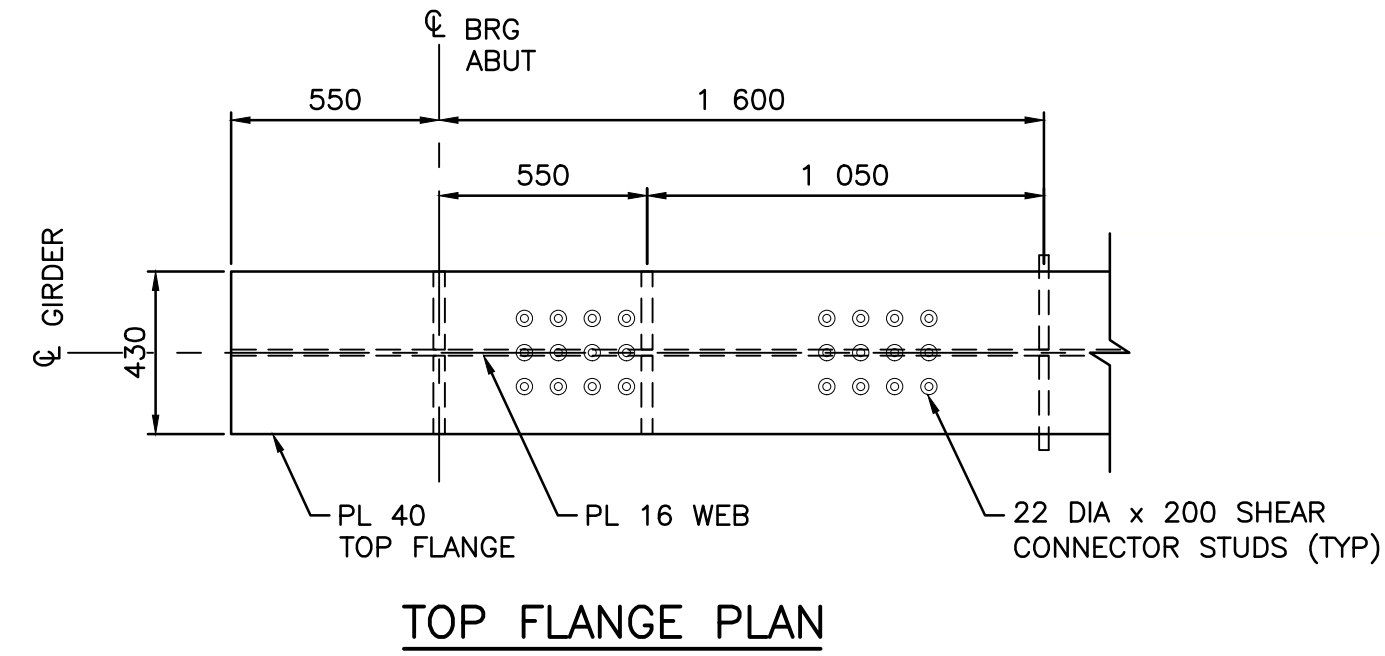 ℄ BRG
ABUT
550
1 600
550
1 050
℄ GIRDER
430
PL 40
TOP FLANGE
PL 16 WEB
22 DIA x 200 SHEAR
CONNECTOR STUDS (TYP)
TOP FLANGE PLAN